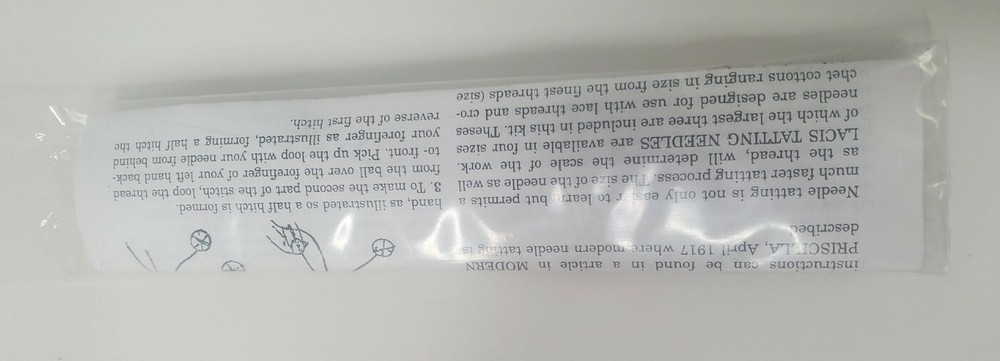 instructions can be found in a article in MODERN
PRISCILLA, April 1917 where modern needle tatting is
described
Needle tatting is not only easier to learn but permits a
much faster tatting process. The size of the needle as well
as the thread, will determine the scale of the work.
LACIS TATTING NEEDLES are available in four sizes
of which the largest three are included in this kit. Theses
needles are designed for use with lace threads and cro-
chet cottons ranging in size from the finest threads (size
hand, as illustrated so a half hitch is formed.
3. To make the second part of the stitch, loop the thread
from the ball over the forefinger of your left hand back-
to- front. Pick up the loop with your needle from behind
your forefinger as illustrated, forming a half hitch the
reverse of the first hitch.